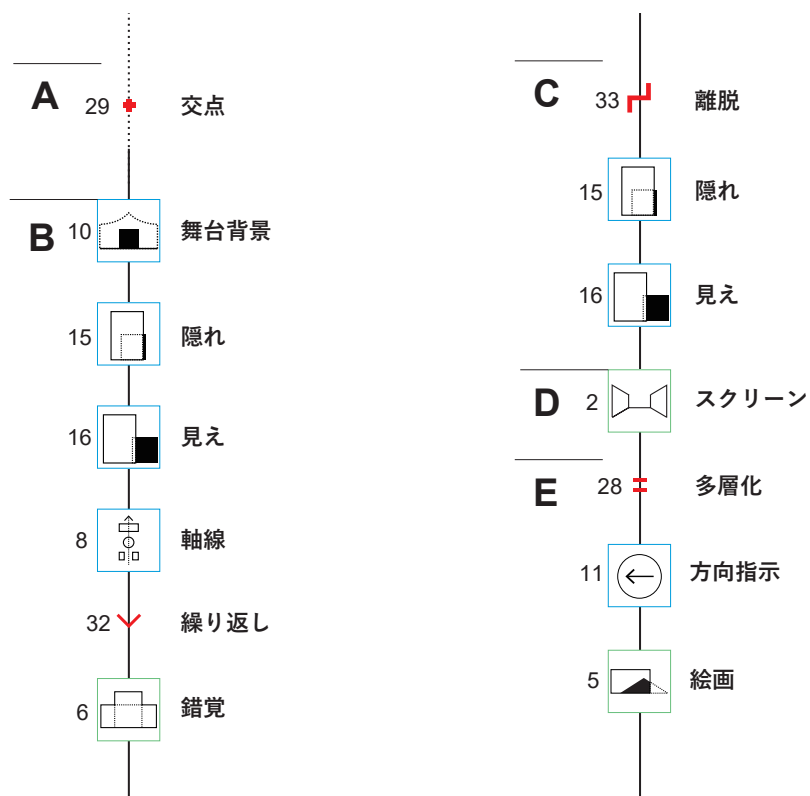 A
29 交点
B
10 舞台背景
15 隠れ
16 見え
8 軸線
32 繰り返し
6 錯覚
C
33 離脱
15 隠れ
16 見え
D
2 スクリーン
E
28 多層化
11 方向指示
5 絵画